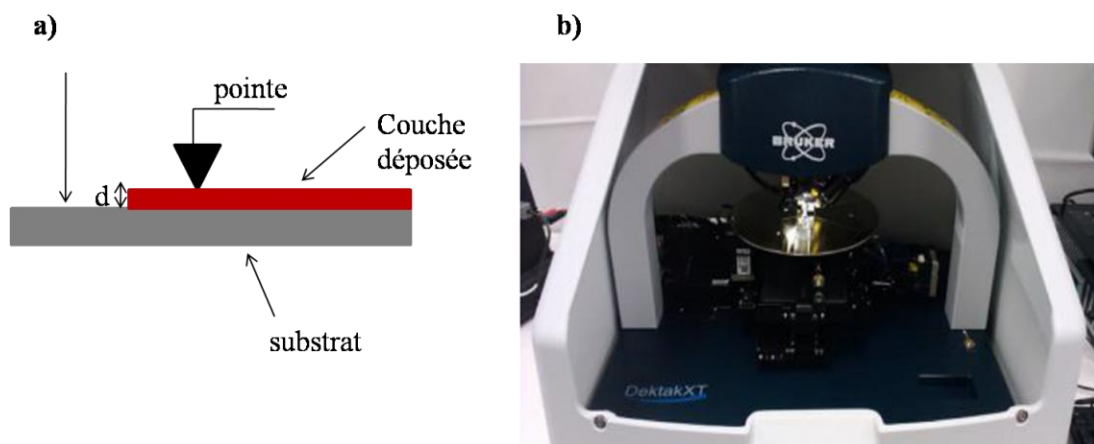 a)
b)
pointe
Couche
déposée
d
substrat
BRUKER
DektakXT